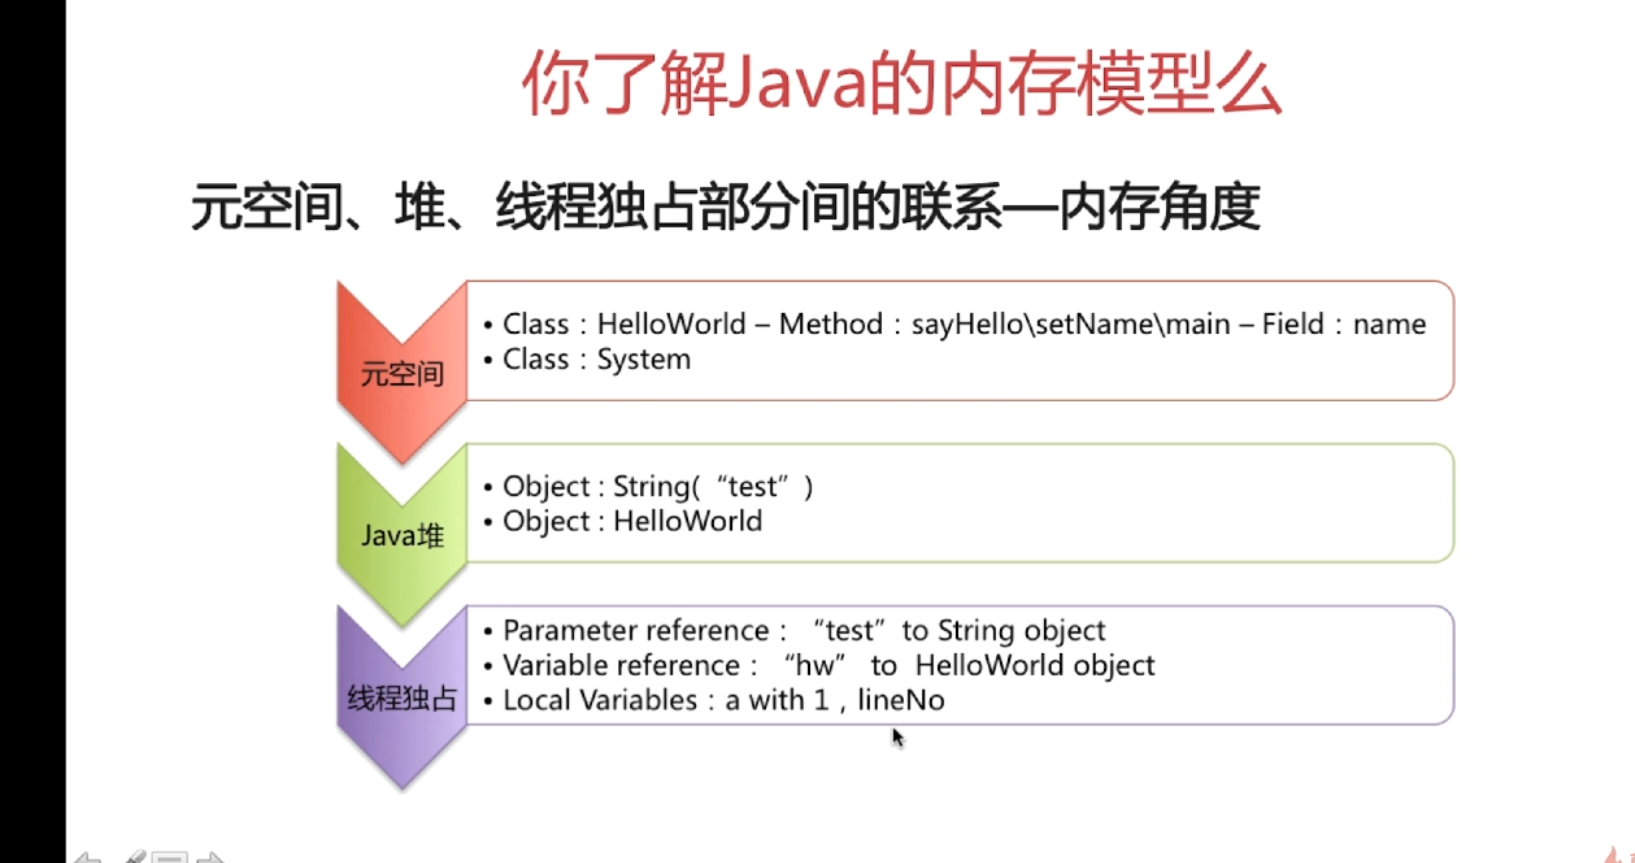 你了解Java的内存模型么
元空间、堆、线程独占部分间的联系—内存角度
元空间
• Class：HelloWorld – Method：sayHello\setName\main – Field：name
• Class：System
Java堆
• Object : String(“test”)
• Object : HelloWorld
线程独占
• Parameter reference：“test” to String object
• Variable reference：“hw” to HelloWorld object
• Local Variables：a with 1 , lineNo